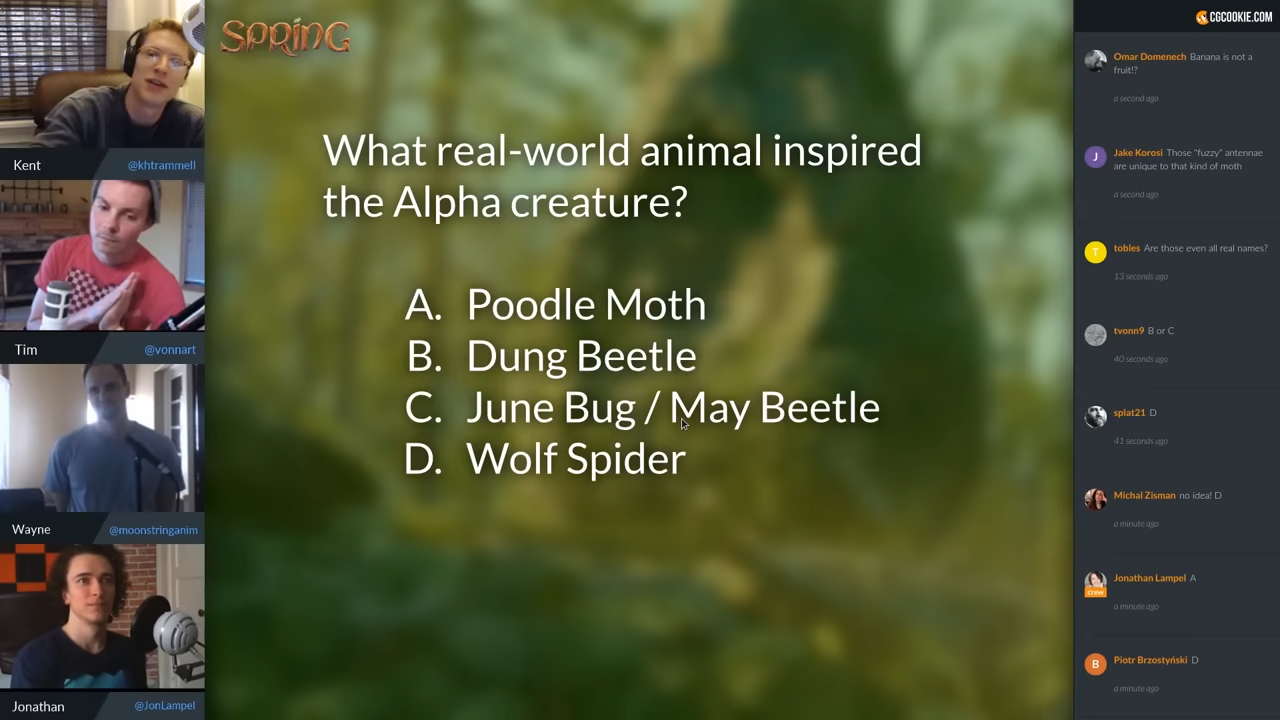 SPRING
CGCOOKIE.COM
What real-world animal inspired
the Alpha creature?
A. Poodle Moth
B. Dung Beetle
C. June Bug / May Beetle
D. Wolf Spider
Kent @khtrammell
Tim @vonnart
Wayne @moonstringanim
Jonathan @JonLampel
Omar Domenech Banana is not a
fruit!?
a second ago
J
Jake Korosi Those "fuzzy" antennae
are unique to that kind of moth
a second ago
T
tobles Are those even all real names?
13 seconds ago
tvonn9 B or C
40 seconds ago
splat21 D
41 seconds ago
Michal Zisman no idea! D
a minute ago
Jonathan Lampel A
crew
a minute ago
B
Piotr Brzostyński D
a minute ago